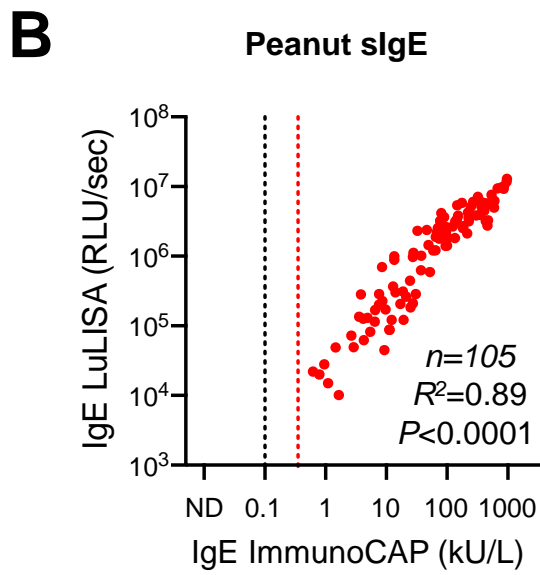 B
Peanut sIgE
IgE LuLISA (RLU/sec)
10⁸
10⁷
10⁶
10⁵
10⁴
10³
n=105
R²=0.89
P<0.0001
ND 0.1 1 10 100 1000
IgE ImmunoCAP (kU/L)